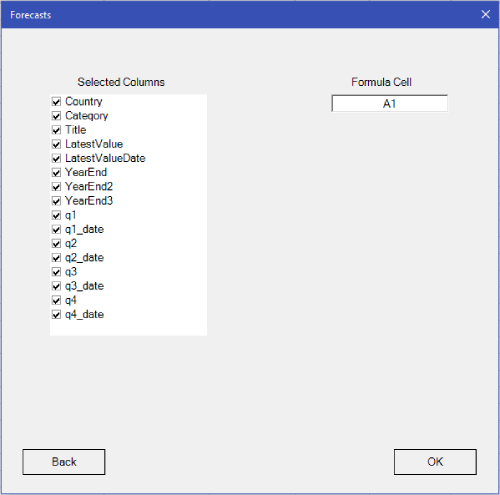 Forecasts
Selected Columns
Formula Cell
Country
A1
Category
Title
LatestValue
LatestValueDate
YearEnd
YearEnd2
YearEnd3
q1
q1_date
q2
q2_date
q3
q3_date
q4
q4_date
Back
OK